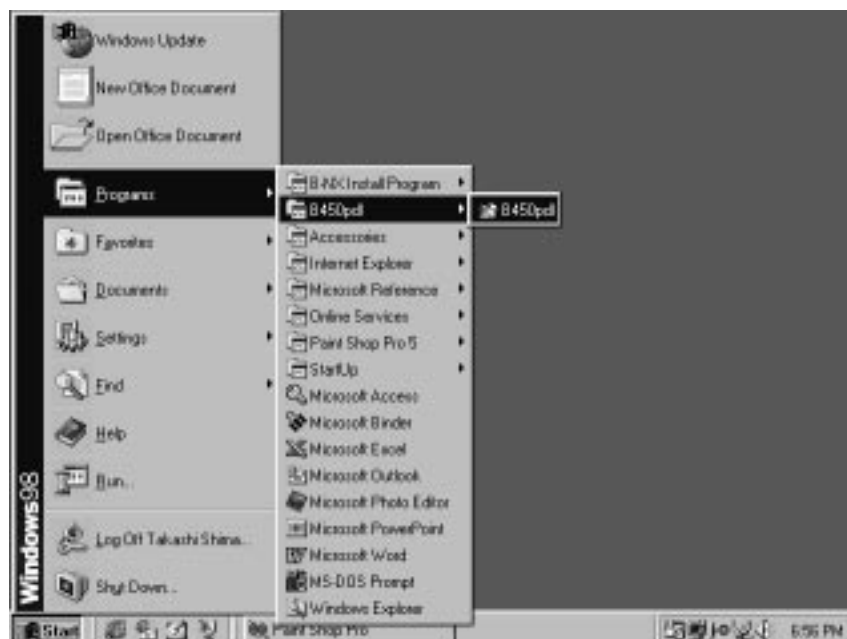 Windows Update
New Office Document
Open Office Document
Programs
Favorites
Documents
Settings
Find
Help
Run...
Log Off Takashi Shima...
Shut Down...
Windows98
B-NX Install Program
B450pdl
Accessories
Internet Explorer
Microsoft Reference
Online Services
Paint Shop Pro 5
StartUp
Microsoft Access
Microsoft Binder
Microsoft Excel
Microsoft Outlook
Microsoft Photo Editor
Microsoft PowerPoint
Microsoft Word
MS-DOS Prompt
Windows Explorer
B450pdl
Start
Paint Shop Pro
6:56 PM